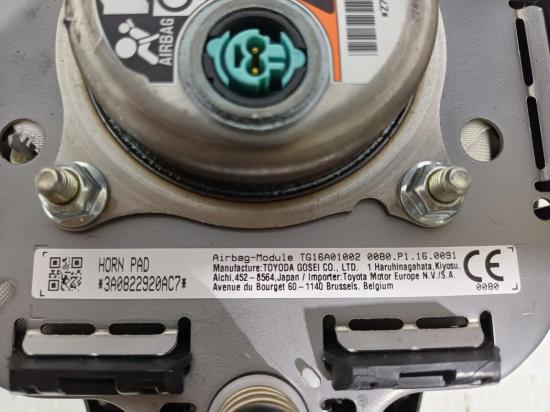 AIRBAG
HORN PAD
*3A0822920AC7*
Airbag-Module TG16A01002 0080.P1.16.0091
Manufacture:TOYODA GOSEI CO., LTD. 1 Haruhinagahata,Kiyosu,
Aichi,452-8564,Japan / Importer:Toyota Motor Europe N.V./S.A.
Avenue du Bourget 60-1140 Brussels. Belgium
CE
0080